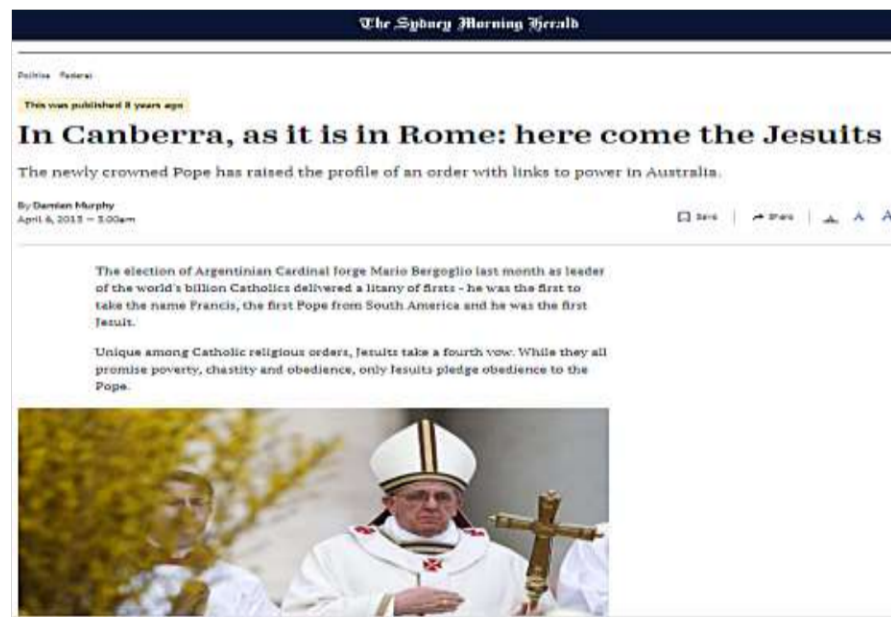 The Sydney Morning Herald
Politics Federal
This was published 8 years ago
In Canberra, as it is in Rome: here come the Jesuits
The newly crowned Pope has raised the profile of an order with links to power in Australia.
By Damien Murphy
April 6, 2013 — 3.00am
Save
Share
A
A
A
The election of Argentinian Cardinal Jorge Mario Bergoglio last month as leader
of the world's billion Catholics delivered a litany of firsts - he was the first to
take the name Francis, the first Pope from South America and he was the first
Jesuit.
Unique among Catholic religious orders, Jesuits take a fourth vow. While they all
promise poverty, chastity and obedience, only Jesuits pledge obedience to the
Pope.